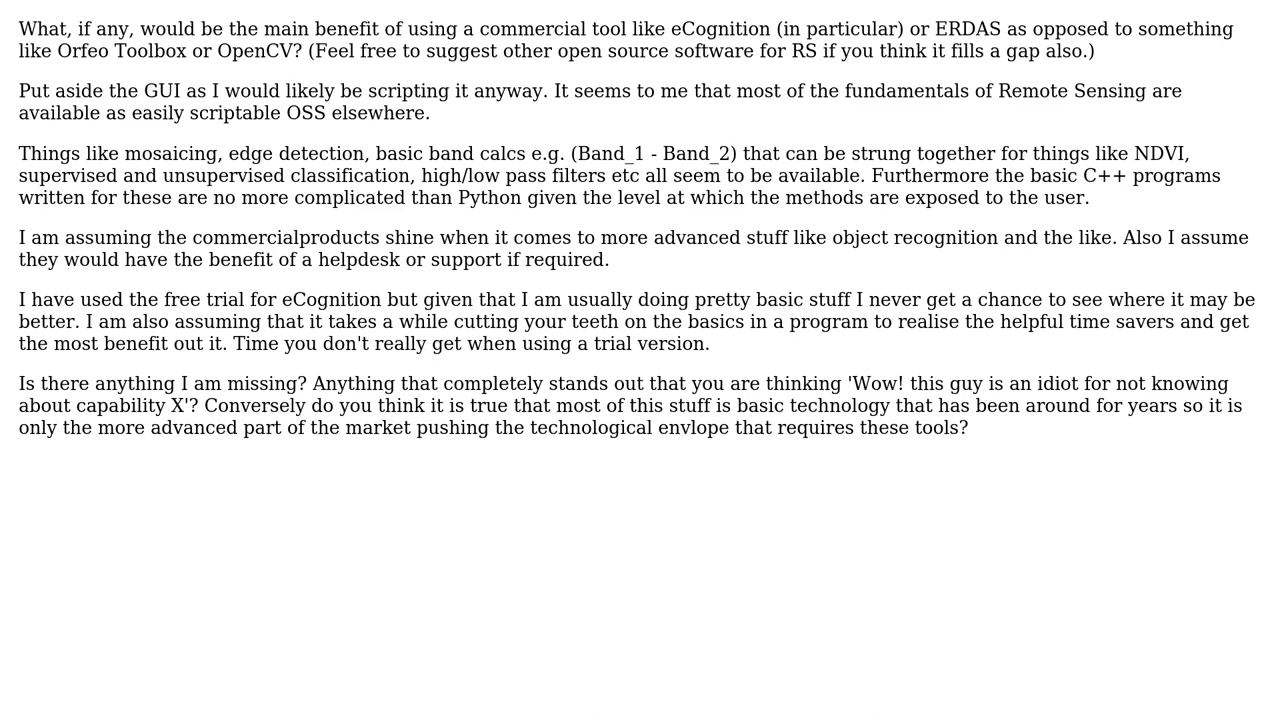 What, if any, would be the main benefit of using a commercial tool like eCognition (in particular) or ERDAS as opposed to something
like Orfeo Toolbox or OpenCV? (Feel free to suggest other open source software for RS if you think it fills a gap also.)
Put aside the GUI as I would likely be scripting it anyway. It seems to me that most of the fundamentals of Remote Sensing are
available as easily scriptable OSS elsewhere.
Things like mosaicing, edge detection, basic band calcs e.g. (Band_1 - Band_2) that can be strung together for things like NDVI,
supervised and unsupervised classification, high/low pass filters etc all seem to be available. Furthermore the basic C++ programs
written for these are no more complicated than Python given the level at which the methods are exposed to the user.
I am assuming the commercialproducts shine when it comes to more advanced stuff like object recognition and the like. Also I assume
they would have the benefit of a helpdesk or support if required.
I have used the free trial for eCognition but given that I am usually doing pretty basic stuff I never get a chance to see where it may be
better. I am also assuming that it takes a while cutting your teeth on the basics in a program to realise the helpful time savers and get
the most benefit out it. Time you don't really get when using a trial version.
Is there anything I am missing? Anything that completely stands out that you are thinking 'Wow! this guy is an idiot for not knowing
about capability X'? Conversely do you think it is true that most of this stuff is basic technology that has been around for years so it is
only the more advanced part of the market pushing the technological envlope that requires these tools?